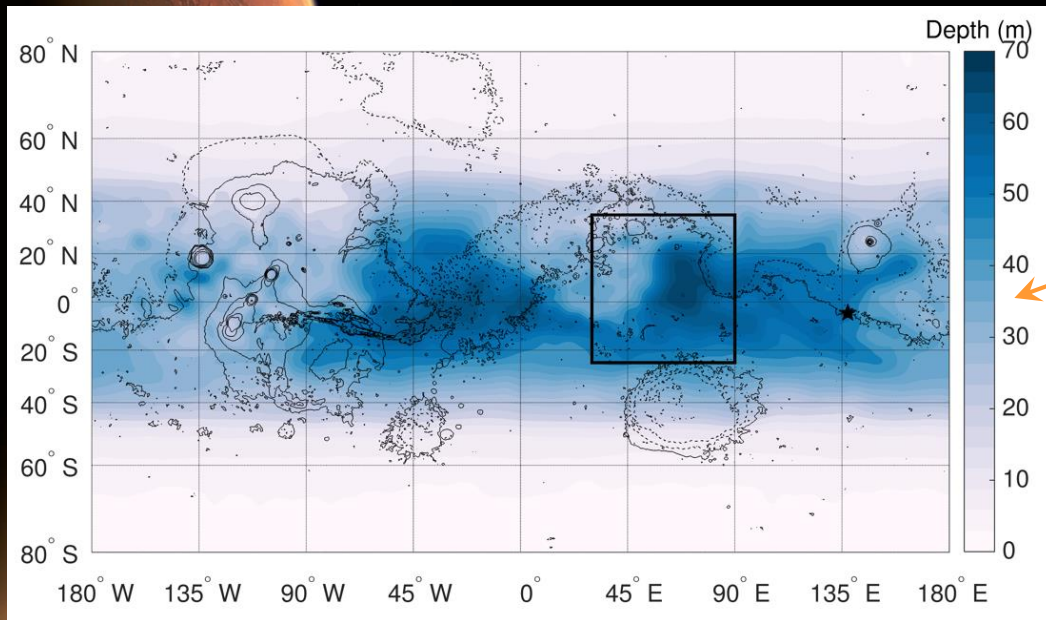 Depth (m)
80° N
60° N
40° N
20° N
0°
20° S
40° S
60° S
80° S
70
60
50
40
30
20
10
0
180° W
135° W
90° W
45° W
0°
45° E
90° E
135° E
180° E